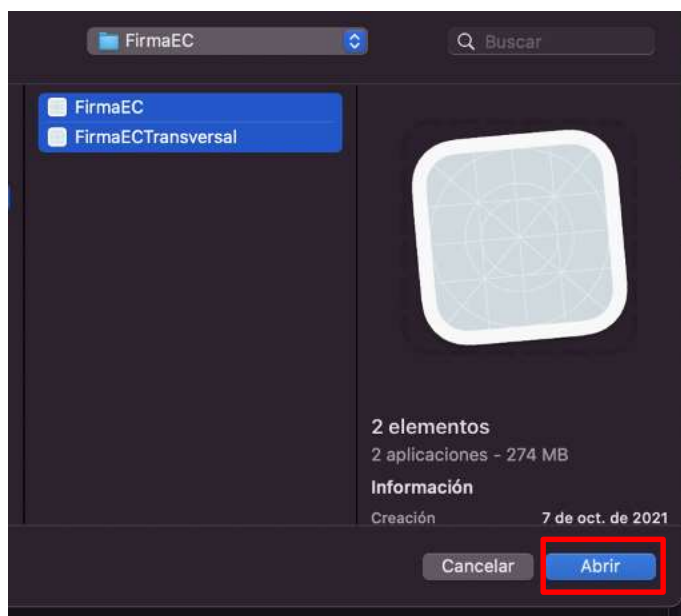 FirmaEC
Buscar
FirmaEC
FirmaECTransversal
2 elementos
2 aplicaciones - 274 MB
Información
Creación 7 de oct. de 2021
Cancelar Abrir